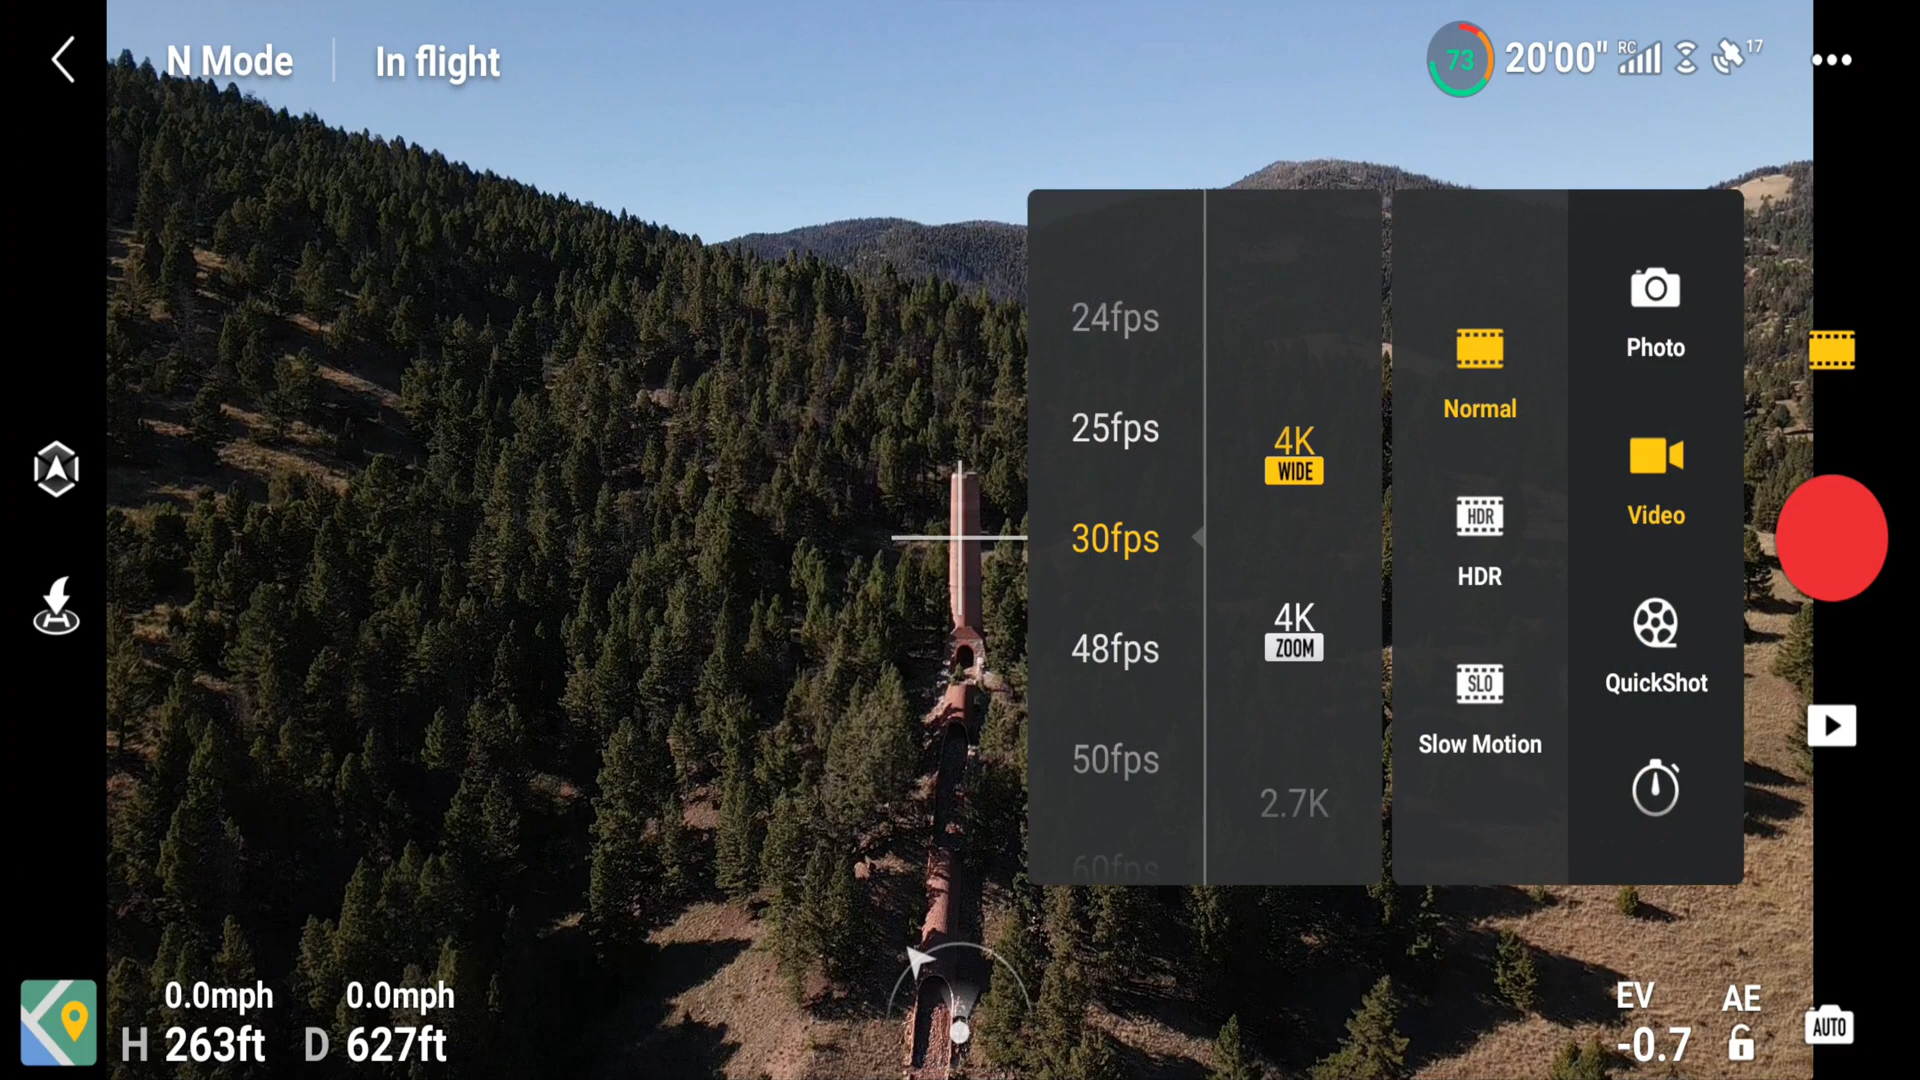 N Mode
In flight
73
20'00"
RC
17
24fps
25fps
30fps
48fps
50fps
60fps
4K
WIDE
4K
ZOOM
2.7K
Normal
HDR
HDR
SLO
Slow Motion
Photo
Video
QuickShot
0.0mph
0.0mph
H 263ft
D 627ft
EV
-0.7
AE
AUTO